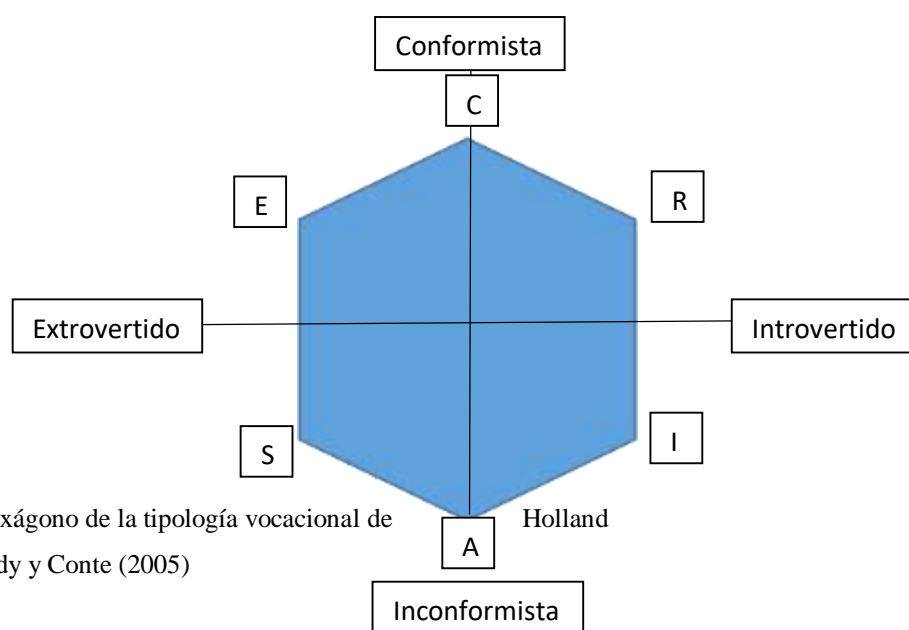 Conformista
C
E
R
Extrovertido
Introvertido
S
I
xágono de la tipología vocacional de Holland
A
dy y Conte (2005)
Inconformista